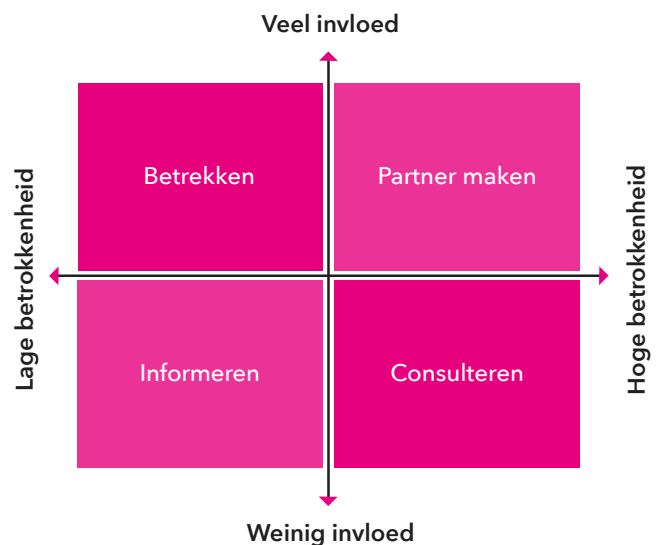 Veel invloed
Betrekken
Partner maken
Lage betrokkenheid
Hoge betrokkenheid
Informeren
Consulteren
Weinig invloed